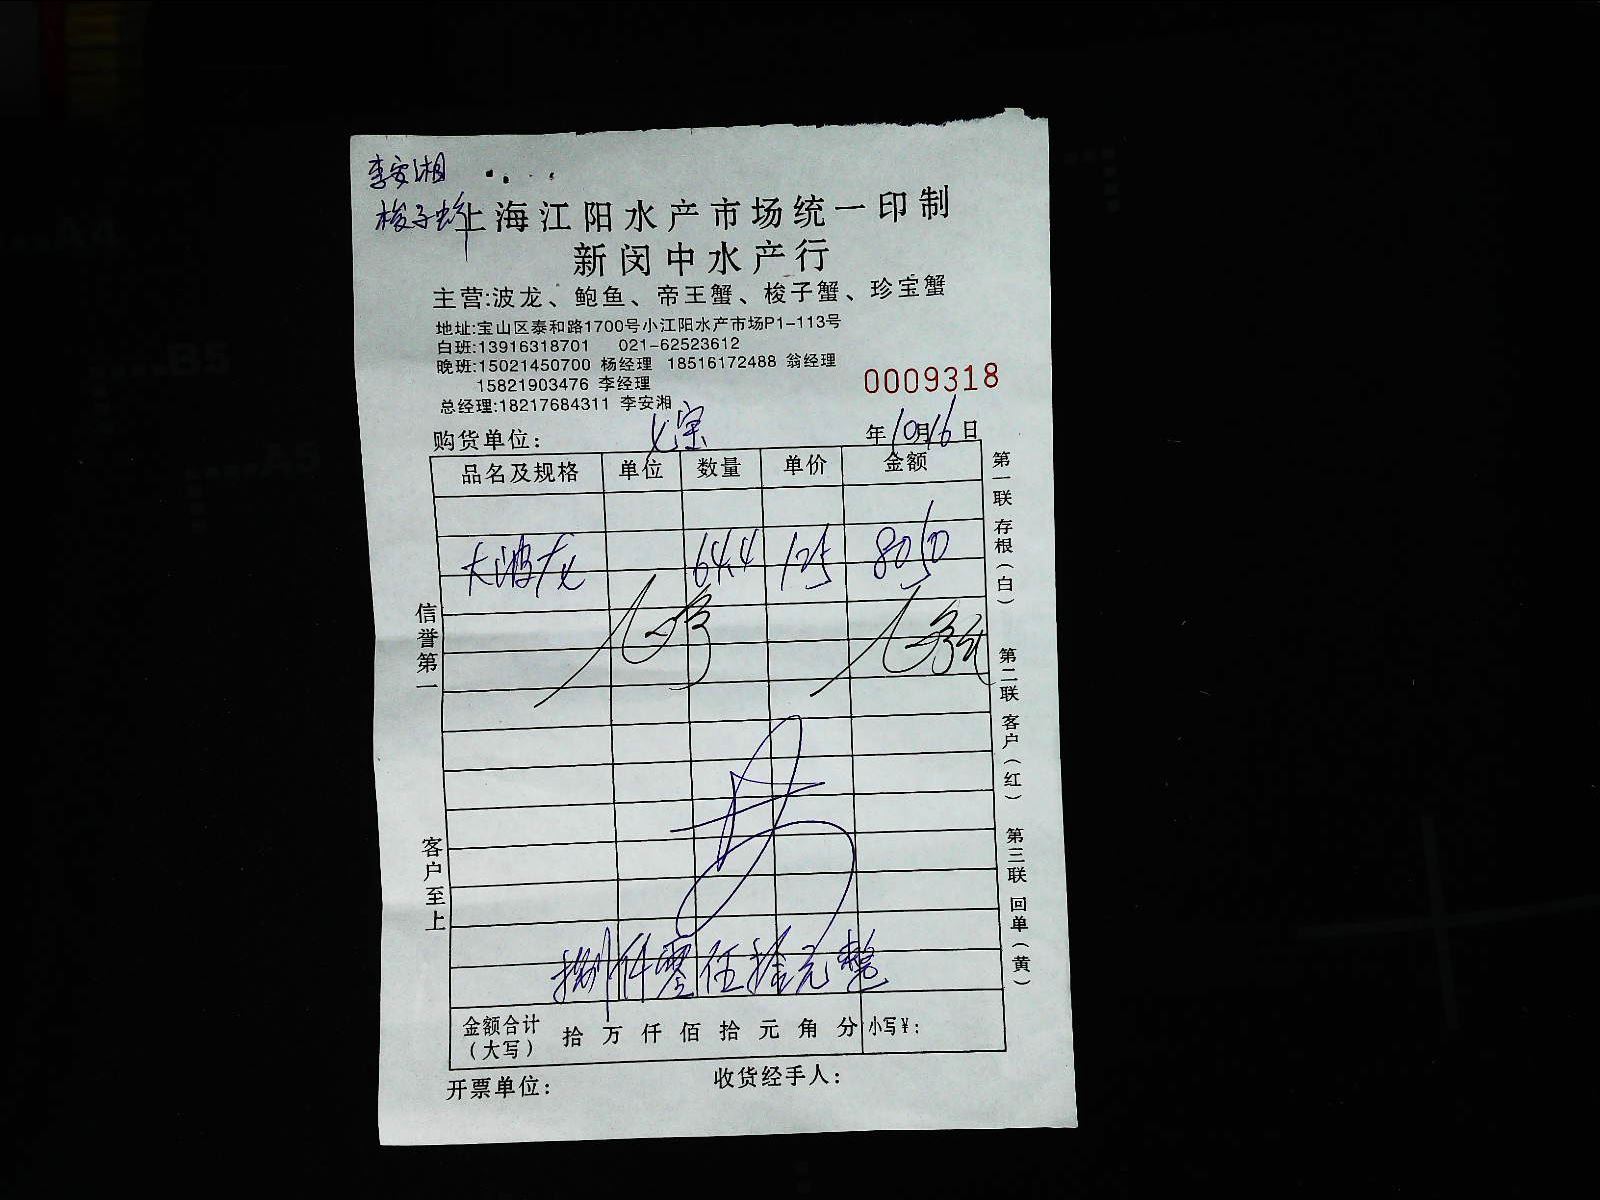 李安湘
梭子蟹
上海江阳水产市场统一印制
新闵中水产行
主营:波龙、鲍鱼、帝王蟹、梭子蟹、珍宝蟹
地址:宝山区泰和路1700号小江阳水产市场P1-113号
白班:13916318701 021-62523612
晚班:15021450700 杨经理 18516172488 翁经理
15821903476 李经理
总经理:18217684311 李安湘
0009318
购货单位: 七宝 年10月16日
品名及规格 单位 数量 单价 金额
大波龙 64.4 125 8050
捌仟零伍拾元整
金额合计(大写) 拾 万 仟 佰 拾 元 角 分 小写¥:
开票单位: 收货经手人:
信誉第一
客户至上
第一联 存根(白)
第二联 客户(红)
第三联 回单(黄)